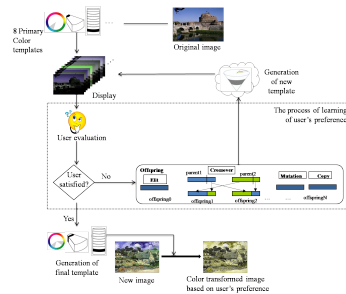 8 Primary
Color
templates
Original image
Display
Generation
of new
template
The process of learning
of user's preference
User evaluation
User
satisfied?
No
Offspring
Elit
offspring0
parent1
Crossover
parent2
offspring1
offspring2
Mutation
Copy
offspringN
Yes
Generation of
final template
New image
Color transformed image
based on user's preference